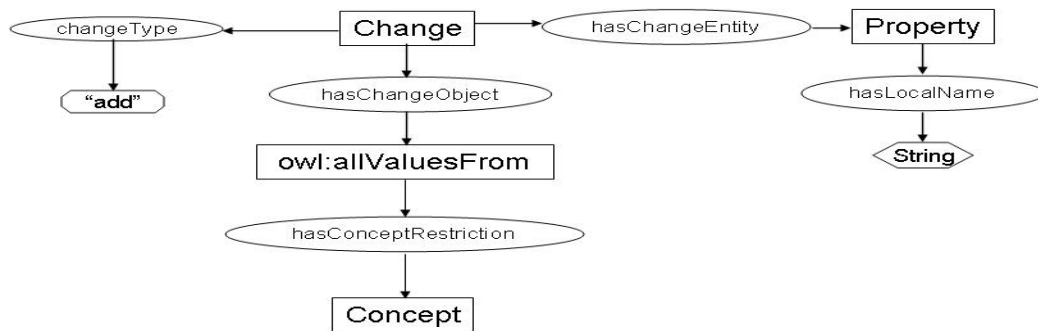 changeType
Change
hasChangeEntity
Property
“add”
hasChangeObject
hasLocalName
owl:allValuesFrom
String
hasConceptRestriction
Concept